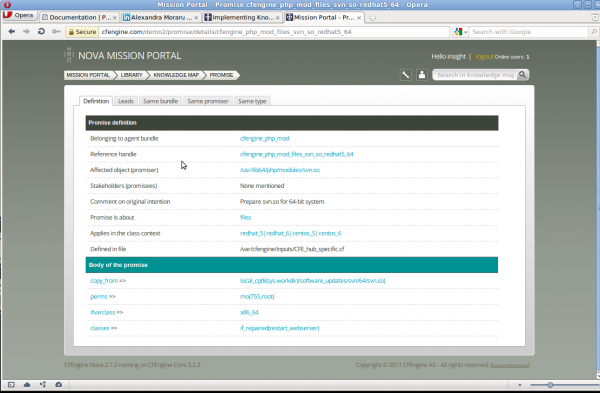 Mission Portal - Promise cfengine_php_mod_files_svn_so_redhat5_64 - Opera
Opera
Documentation | P...
Alexandra Moraru ...
Implementing Kno...
Mission Portal - Pr...
Secure cfengine.com/demo2/promise/details/cfengine_php_mod_files_svn_so_redhat5_64
Search with Google
NOVA MISSION PORTAL
Hello insight | logout Online users: 1
MISSION PORTAL LIBRARY KNOWLEDGE MAP PROMISE
Search in knowledge map
Definition Leads Same bundle Same promiser Same type
Promise definition
Belonging to agent bundle cfengine_php_mod
Reference handle cfengine_php_mod_files_svn_so_redhat5_64
Affected object (promiser) /usr/lib64/php/modules/svn.so
Stakeholders (promisees) None mentioned
Comment on original intention Prepare svn.so for 64-bit system
Promise is about files
Applies in the class context redhat_5|redhat_6|centos_5|centos_6
Defined in file /var/cfengine/inputs/CFE_hub_specific.cf
Body of the promise
copy_from => local_cp($(sys.workdir)/software_updates/svn/64/svn.so)
perms => mo(755,root)
ifvarclass => x86_64
classes => if_repaired(restart_webserver)
CFEngine Nova 2.1.2 running on CFEngine Core 3.2.3
Copyright © 2011 CFEngine AS - All rights reserved.